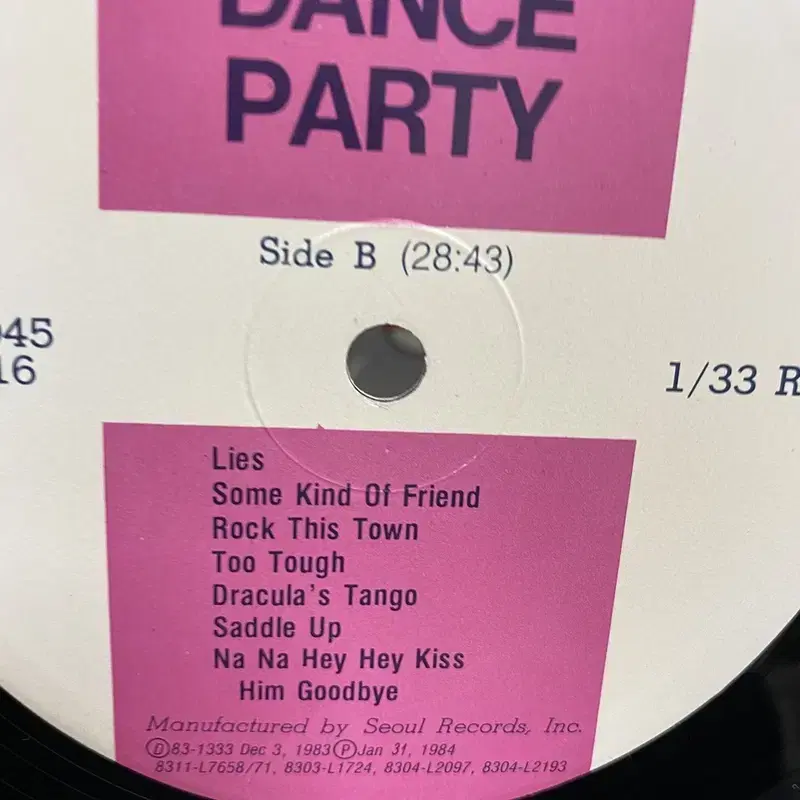 DANCE
PARTY
Side B (28:43)
045
16
1/33 R
Lies
Some Kind Of Friend
Rock This Town
Too Tough
Dracula's Tango
Saddle Up
Na Na Hey Hey Kiss
Him Goodbye
Manufactured by Seoul Records, Inc.
Ⓓ83-1333 Dec 3, 1983ⓅJan 31, 1984
8311-L7658/71, 8303-L1724, 8304-L2097, 8304-L2193